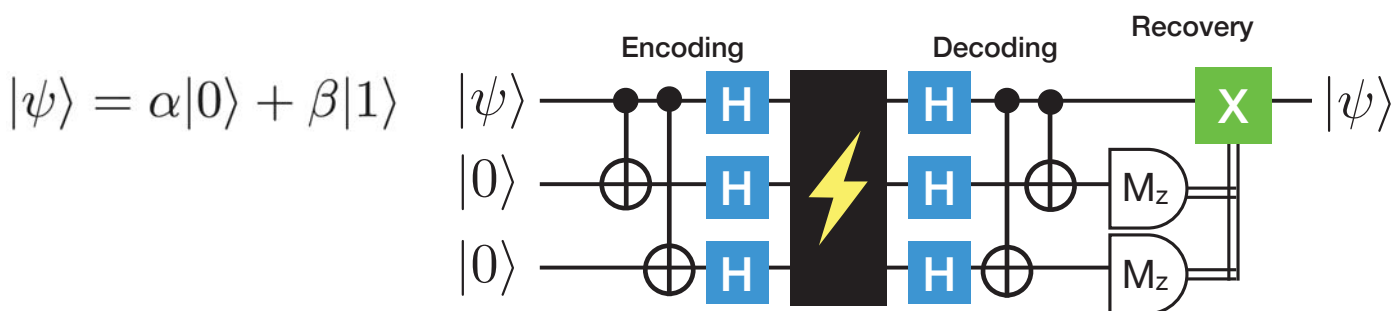 Recovery
Encoding Decoding
|ψ⟩ = α|0⟩ + β|1⟩ |ψ⟩ H H X |ψ⟩
|0⟩ H H Mz
|0⟩ H H Mz